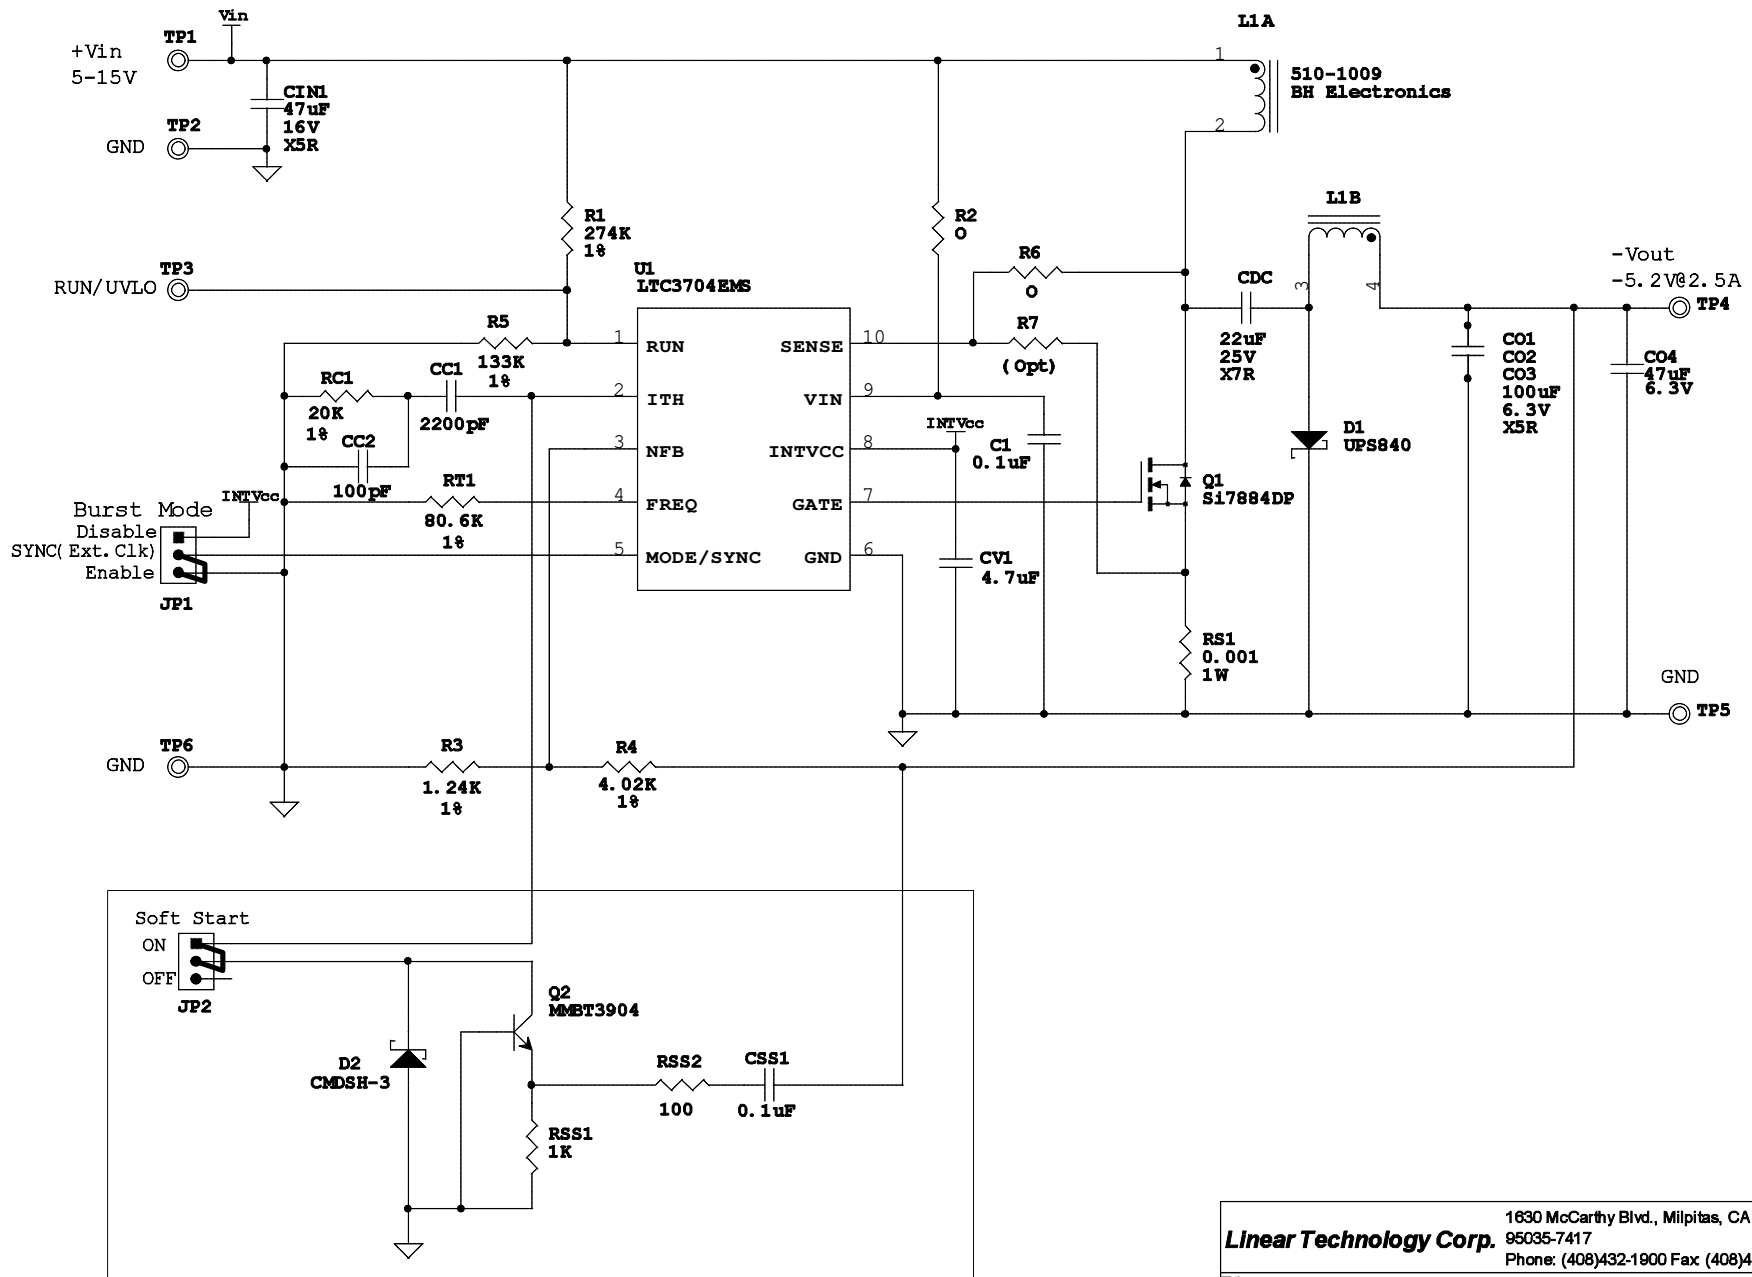 Vin
TP1
+Vin
5-15V
CIN1
47uF
16V
X5R
TP2
GND
L1A
1
510-1009
BH Electronics
2
R1
274K
1%
R2
0
L1B
3
4
TP3
RUN/UVLO
U1
LTC3704EMS
R6
0
R7
(Opt)
CDC
22uF
25V
X7R
-Vout
-5.2V@2.5A
TP4
R5
133K
1%
1
RUN
SENSE
10
RC1
20K
1%
CC1
2200pF
2
ITH
VIN
9
CC2
100pF
3
NFB
INTVCC
8
INTVcc
C1
0.1uF
RT1
80.6K
1%
4
FREQ
GATE
7
5
MODE/SYNC
GND
6
CV1
4.7uF
Q1
Si7884DP
D1
UPS840
CO1
CO2
CO3
100uF
6.3V
X5R
CO4
47uF
6.3V
INTVcc
Burst Mode
Disable
SYNC(Ext.Clk)
Enable
JP1
RS1
0.001
1W
GND
TP5
TP6
GND
R3
1.24K
1%
R4
4.02K
1%
Soft Start
ON
OFF
JP2
Q2
MMBT3904
D2
CMDSH-3
RSS2
100
CSS1
0.1uF
RSS1
1K
Linear Technology Corp.
1630 McCarthy Blvd., Milpitas, CA
95035-7417
Phone: (408)432-1900 Fax (408)4